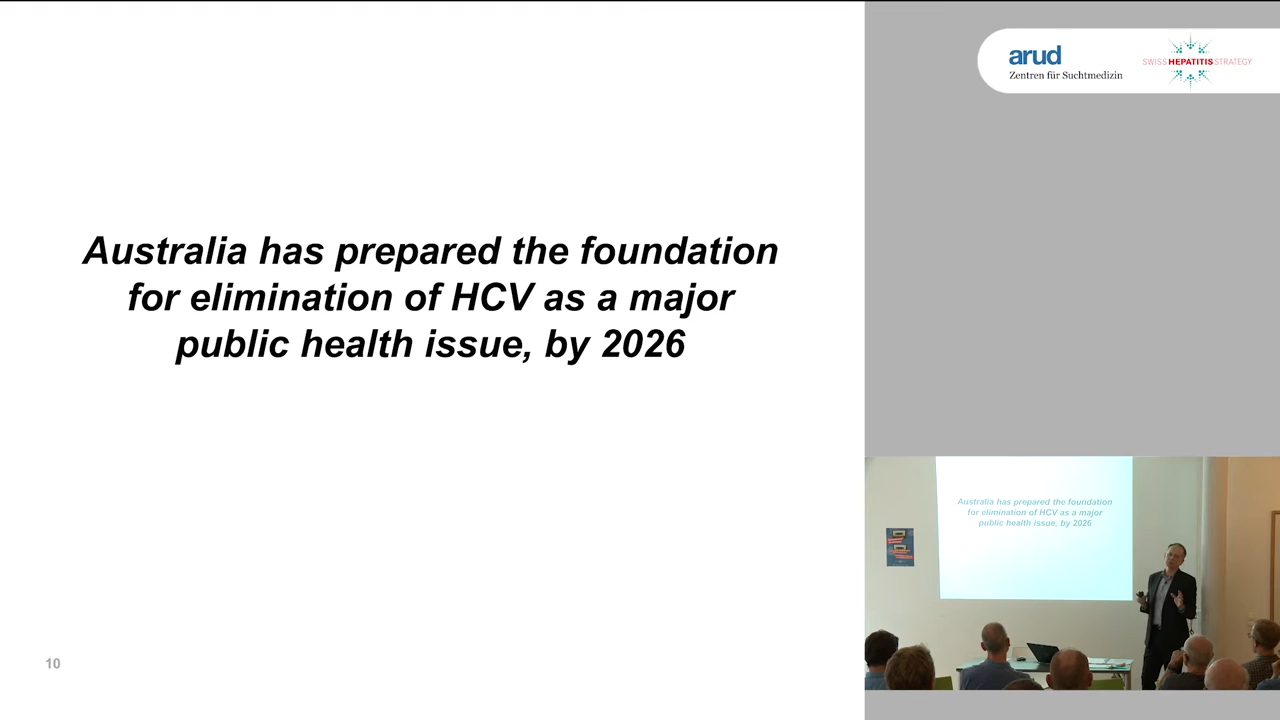 Australia has prepared the foundation
for elimination of HCV as a major
public health issue, by 2026
10
arud
Zentren für Suchtmedizin
SWISS HEPATITIS STRATEGY
Australia has prepared the foundation
for elimination of HCV as a major
public health issue, by 2026